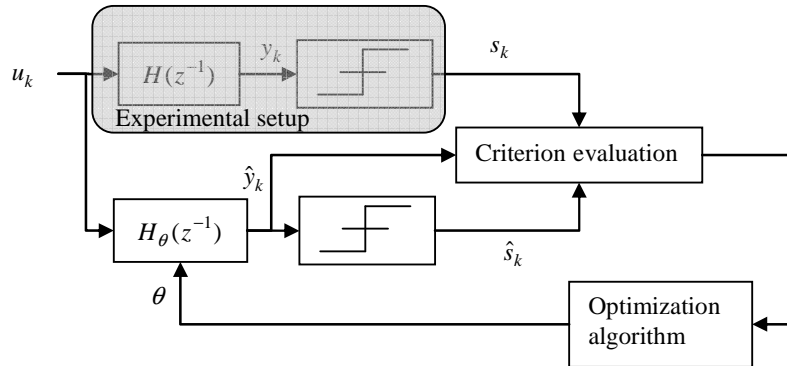 u_k
H(z^{-1})
y_k
s_k
Experimental setup
Criterion evaluation
ŷ_k
H_θ(z^{-1})
ŝ_k
θ
Optimization
algorithm